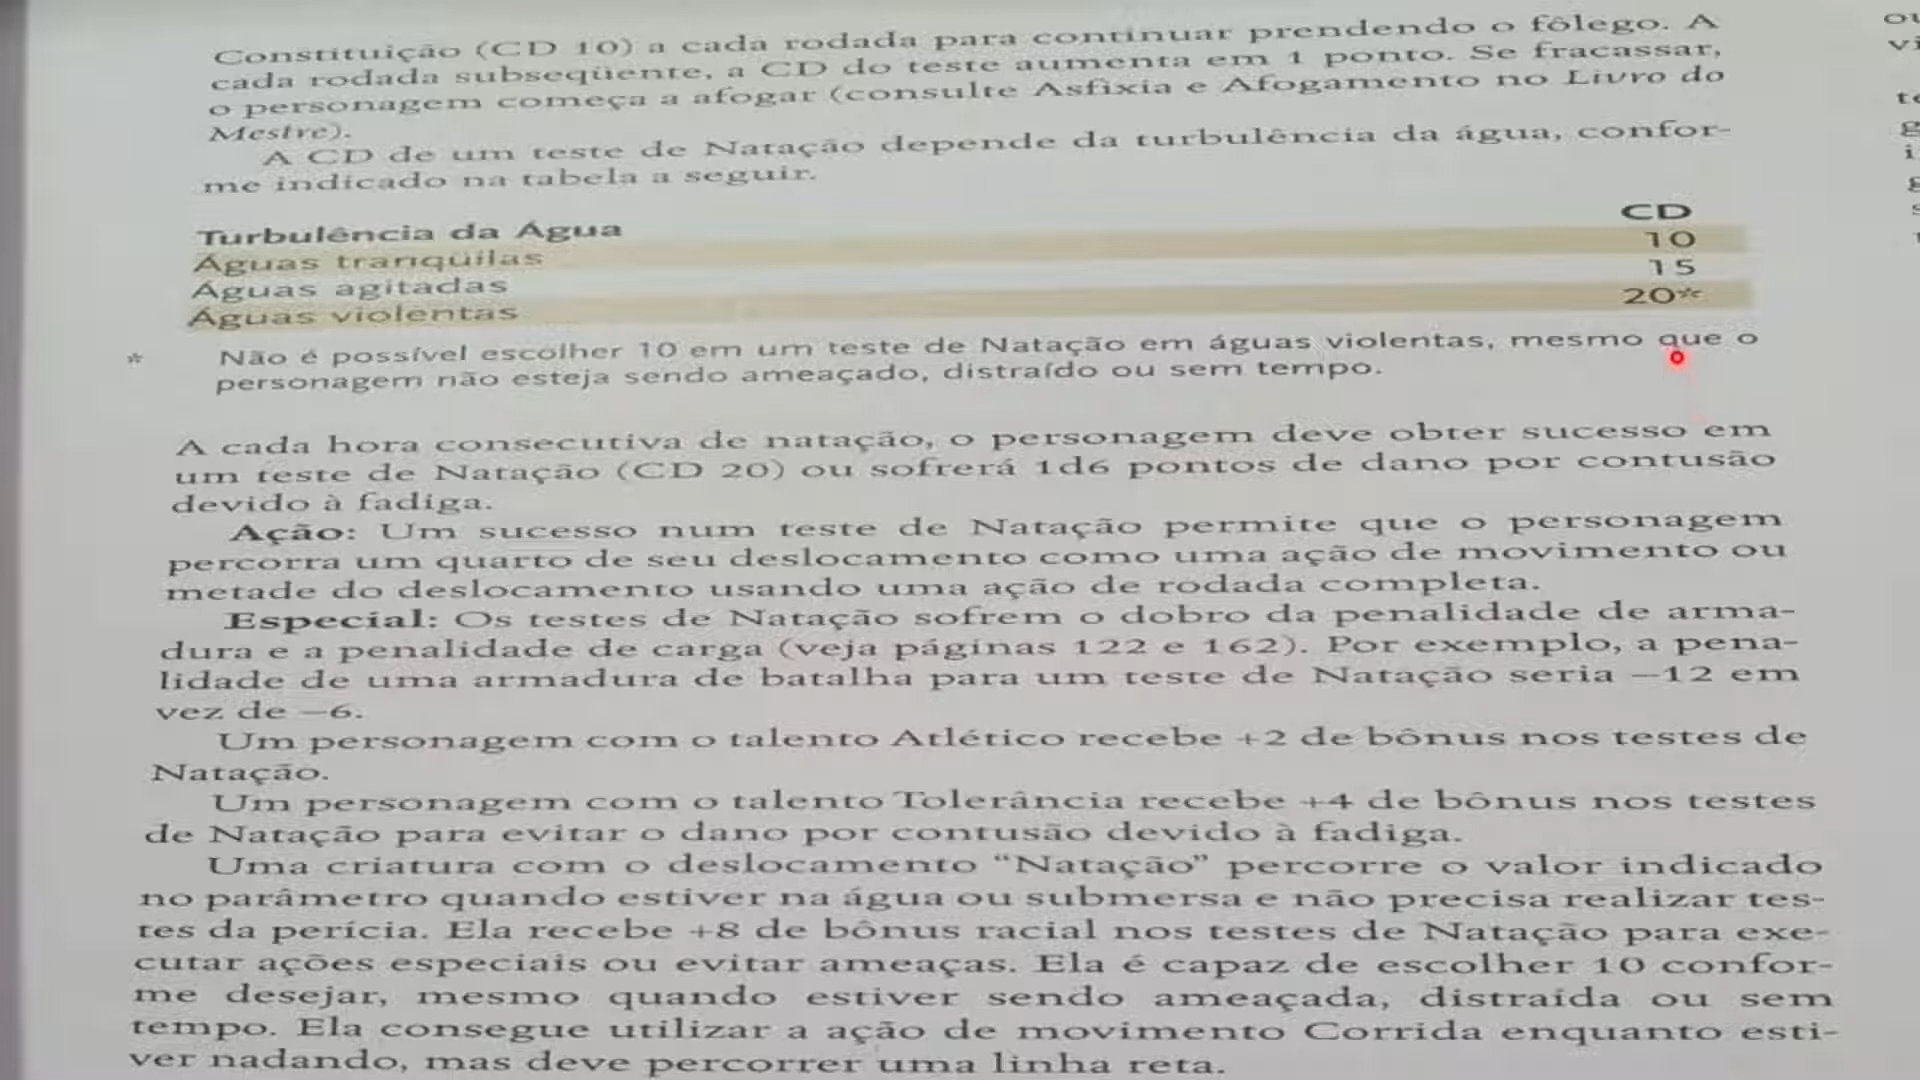 Constituição (CD 10) a cada rodada para continuar prendendo o fôlego. A
cada rodada subseqüente, a CD do teste aumenta em 1 ponto. Se fracassar,
o personagem começa a afogar (consulte Asfixia e Afogamento no Livro do
Mestre).
A CD de um teste de Natação depende da turbulência da água, confor-
me indicado na tabela a seguir.
Turbulência da Água CD
Águas tranqüilas 10
Águas agitadas 15
Águas violentas 20*
* Não é possível escolher 10 em um teste de Natação em águas violentas, mesmo que o
personagem não esteja sendo ameaçado, distraído ou sem tempo.
A cada hora consecutiva de natação, o personagem deve obter sucesso em
um teste de Natação (CD 20) ou sofrerá 1d6 pontos de dano por contusão
devido à fadiga.
Ação: Um sucesso num teste de Natação permite que o personagem
percorra um quarto de seu deslocamento como uma ação de movimento ou
metade do deslocamento usando uma ação de rodada completa.
Especial: Os testes de Natação sofrem o dobro da penalidade de arma-
dura e a penalidade de carga (veja páginas 122 e 162). Por exemplo, a pena-
lidade de uma armadura de batalha para um teste de Natação seria –12 em
vez de –6.
Um personagem com o talento Atlético recebe +2 de bônus nos testes de
Natação.
Um personagem com o talento Tolerância recebe +4 de bônus nos testes
de Natação para evitar o dano por contusão devido à fadiga.
Uma criatura com o deslocamento “Natação” percorre o valor indicado
no parâmetro quando estiver na água ou submersa e não precisa realizar tes-
tes da perícia. Ela recebe +8 de bônus racial nos testes de Natação para exe-
cutar ações especiais ou evitar ameaças. Ela é capaz de escolher 10 confor-
me desejar, mesmo quando estiver sendo ameaçada, distraída ou sem
tempo. Ela consegue utilizar a ação de movimento Corrida enquanto esti-
ver nadando, mas deve percorrer uma linha reta.